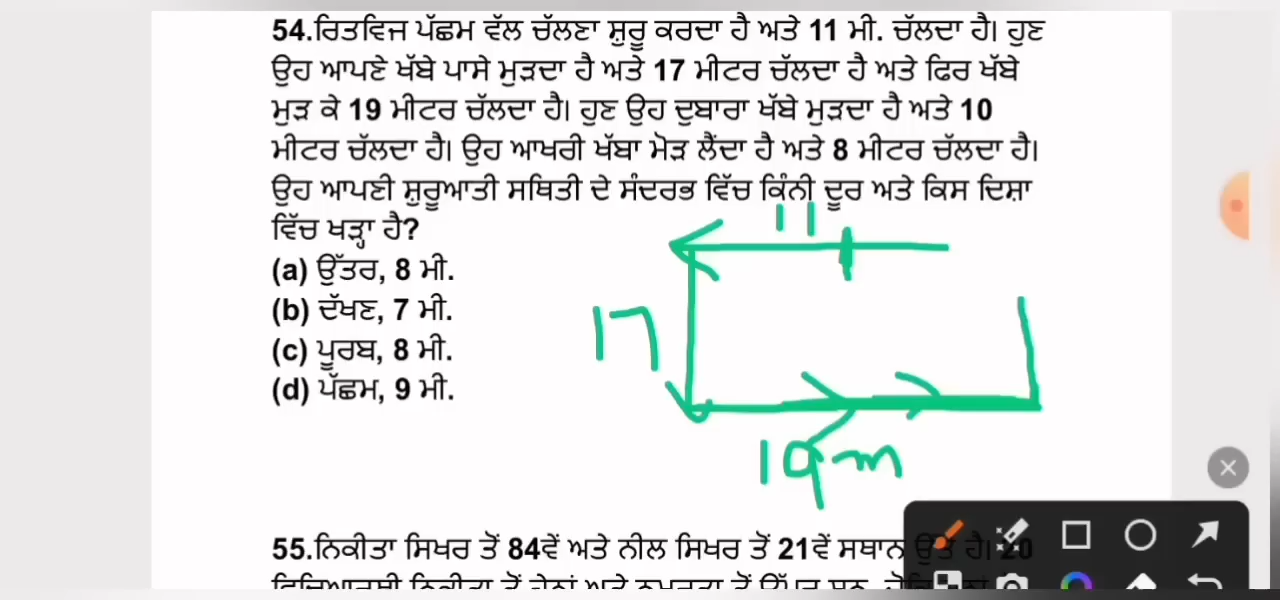 54.ਰਿਤਵਿਜ ਪੱਛਮ ਵੱਲ ਚੱਲਣਾ ਸ਼ੁਰੂ ਕਰਦਾ ਹੈ ਅਤੇ 11 ਮੀ. ਚੱਲਦਾ ਹੈ। ਹੁਣ
ਉਹ ਆਪਣੇ ਖੱਬੇ ਪਾਸੇ ਮੁੜਦਾ ਹੈ ਅਤੇ 17 ਮੀਟਰ ਚੱਲਦਾ ਹੈ ਅਤੇ ਫਿਰ ਖੱਬੇ
ਮੁੜ ਕੇ 19 ਮੀਟਰ ਚੱਲਦਾ ਹੈ। ਹੁਣ ਉਹ ਦੁਬਾਰਾ ਖੱਬੇ ਮੁੜਦਾ ਹੈ ਅਤੇ 10
ਮੀਟਰ ਚੱਲਦਾ ਹੈ। ਉਹ ਆਖਰੀ ਖੱਬਾ ਮੋੜ ਲੈਂਦਾ ਹੈ ਅਤੇ 8 ਮੀਟਰ ਚੱਲਦਾ ਹੈ।
ਉਹ ਆਪਣੀ ਸ਼ੁਰੂਆਤੀ ਸਥਿਤੀ ਦੇ ਸੰਦਰਭ ਵਿੱਚ ਕਿੰਨੀ ਦੂਰ ਅਤੇ ਕਿਸ ਦਿਸ਼ਾ
ਵਿੱਚ ਖੜ੍ਹਾ ਹੈ?
11
(a) ਉੱਤਰ, 8 ਮੀ.
(b) ਦੱਖਣ, 7 ਮੀ.
17
(c) ਪੂਰਬ, 8 ਮੀ.
(d) ਪੱਛਮ, 9 ਮੀ.
19m
55.ਨਿਕੀਤਾ ਸਿਖਰ ਤੋਂ 84ਵੇਂ ਅਤੇ ਨੀਲ ਸਿਖਰ ਤੋਂ 21ਵੇਂ ਸਥਾਨ ਉੱਤੇ ਹੈ। 20